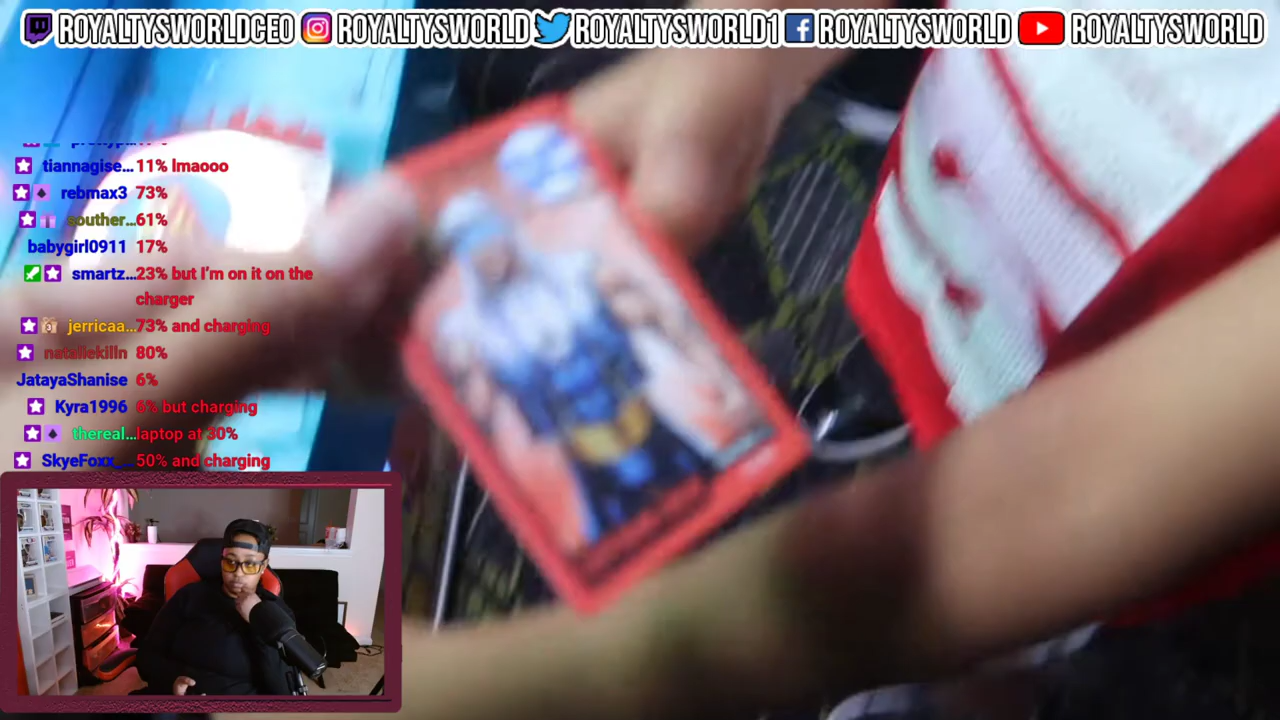 ROYALTYSWORLDCEO ROYALTYSWORLD ROYALTYSWORLD1 ROYALTYSWORLD ROYALTYSWORLD
tiannagise... 11% lmaooo
rebmax3 73%
souther... 61%
babygirl0911 17%
smartz... 23% but I'm on it on the
charger
jerricaa... 73% and charging
nataliekilln 80%
JatayaShanise 6%
Kyra1996 6% but charging
thereal... laptop at 30%
SkyeFoxx_... 50% and charging